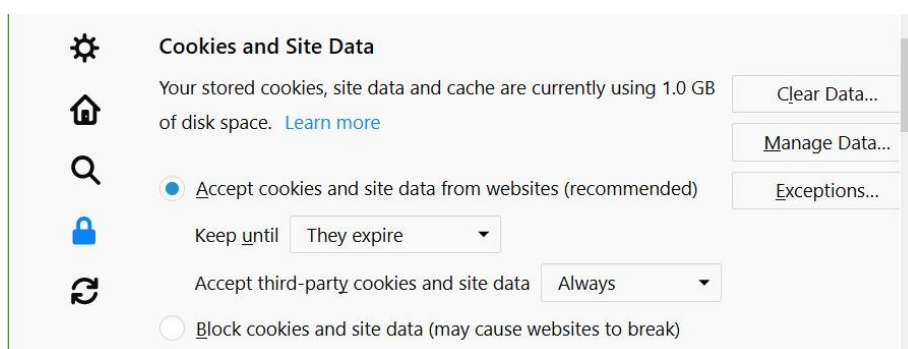 Cookies and Site Data
Your stored cookies, site data and cache are currently using 1.0 GB
of disk space. Learn more
Clear Data...
Manage Data...
Exceptions...
Accept cookies and site data from websites (recommended)
Keep until They expire
Accept third-party cookies and site data Always
Block cookies and site data (may cause websites to break)